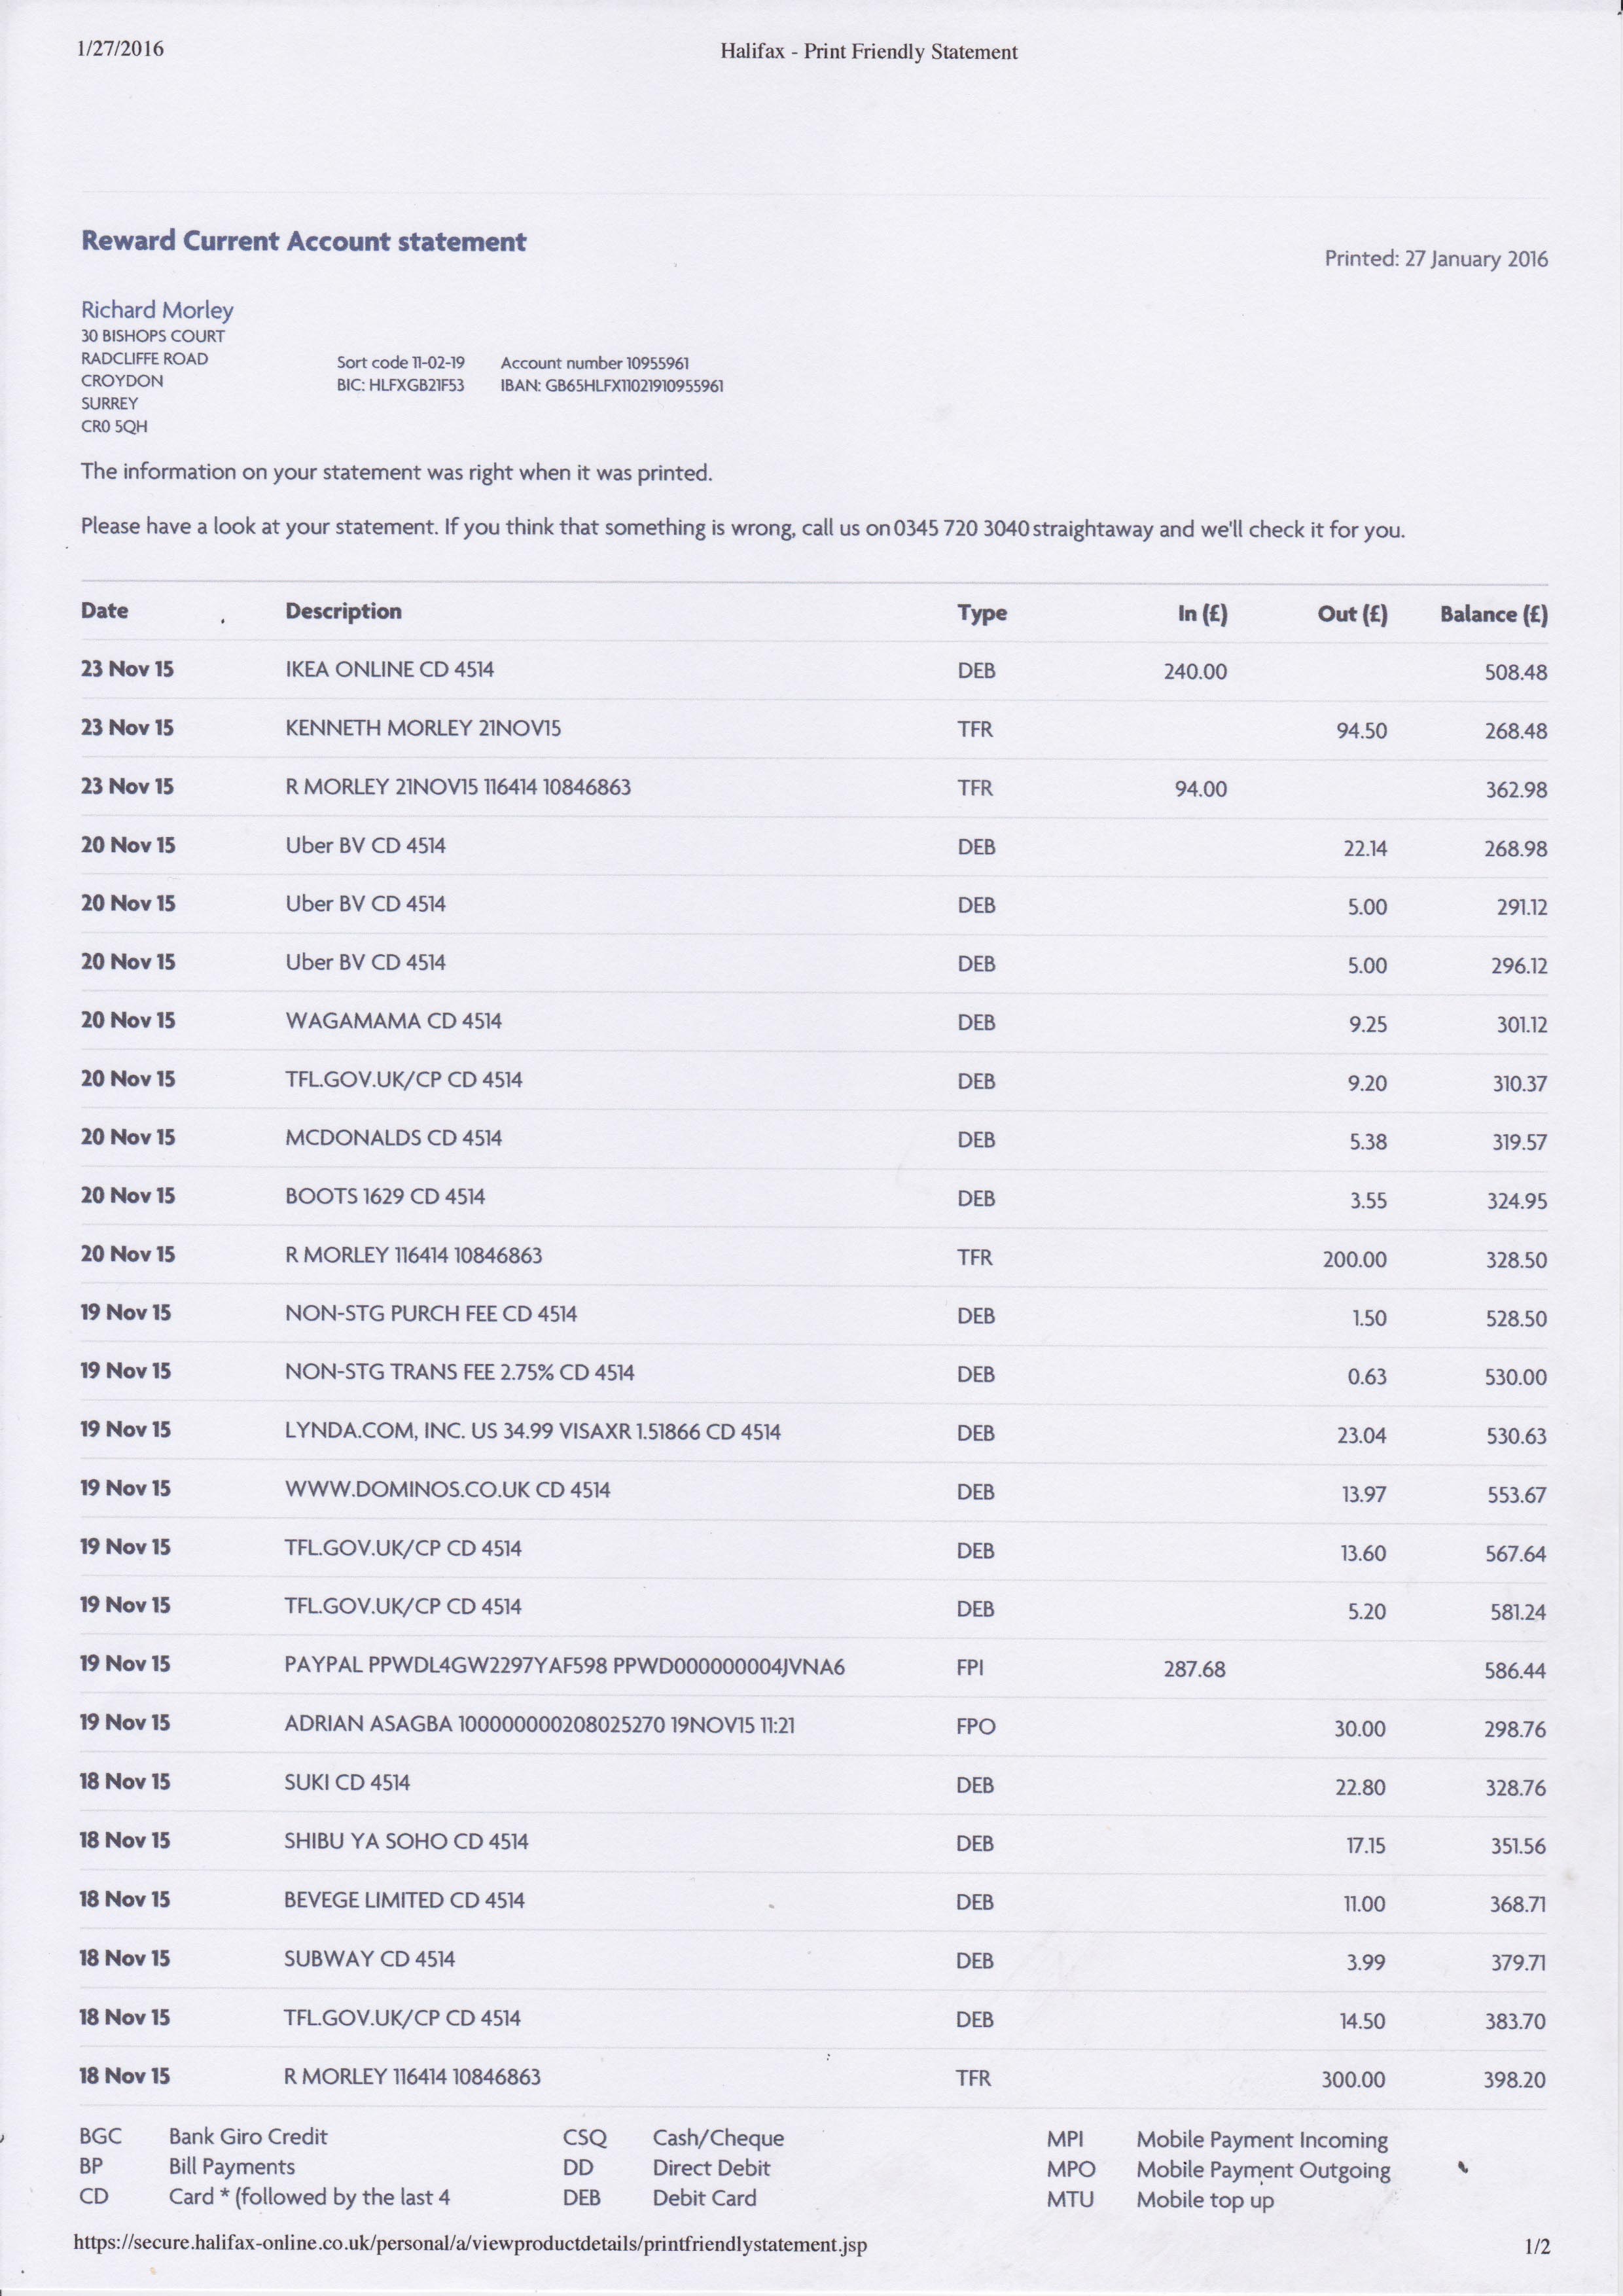 1/27/2016 Halifax - Print Friendly Statement
Reward Current Account statement
Printed: 27 January 2016
Richard Morley
30 BISHOPS COURT
RADCLIFFE ROAD
CROYDON
SURREY
CR0 5QH
Sort code 11-02-19 Account number 10955961
BIC: HLFXGB21F53 IBAN: GB65HLFX11021910955961
The information on your statement was right when it was printed.
Please have a look at your statement. If you think that something is wrong, call us on 0345 720 3040 straightaway and we'll check it for you.
Date Description Type In (£) Out (£) Balance (£)
23 Nov 15 IKEA ONLINE CD 4514 DEB 240.00 508.48
23 Nov 15 KENNETH MORLEY 21NOV15 TFR 94.50 268.48
23 Nov 15 R MORLEY 21NOV15 116414 10846863 TFR 94.00 362.98
20 Nov 15 Uber BV CD 4514 DEB 22.14 268.98
20 Nov 15 Uber BV CD 4514 DEB 5.00 291.12
20 Nov 15 Uber BV CD 4514 DEB 5.00 296.12
20 Nov 15 WAGAMAMA CD 4514 DEB 9.25 301.12
20 Nov 15 TFL.GOV.UK/CP CD 4514 DEB 9.20 310.37
20 Nov 15 MCDONALDS CD 4514 DEB 5.38 319.57
20 Nov 15 BOOTS 1629 CD 4514 DEB 3.55 324.95
20 Nov 15 R MORLEY 116414 10846863 TFR 200.00 328.50
19 Nov 15 NON-STG PURCH FEE CD 4514 DEB 1.50 528.50
19 Nov 15 NON-STG TRANS FEE 2.75% CD 4514 DEB 0.63 530.00
19 Nov 15 LYNDA.COM, INC. US 34.99 VISAXR 1.51866 CD 4514 DEB 23.04 530.63
19 Nov 15 WWW.DOMINOS.CO.UK CD 4514 DEB 13.97 553.67
19 Nov 15 TFL.GOV.UK/CP CD 4514 DEB 13.60 567.64
19 Nov 15 TFL.GOV.UK/CP CD 4514 DEB 5.20 581.24
19 Nov 15 PAYPAL PPWDL4GW2297YAF598 PPWD000000004JVNA6 FPI 287.68 586.44
19 Nov 15 ADRIAN ASAGBA 100000000208025270 19NOV15 11:21 FPO 30.00 298.76
18 Nov 15 SUKI CD 4514 DEB 22.80 328.76
18 Nov 15 SHIBU YA SOHO CD 4514 DEB 17.15 351.56
18 Nov 15 BEVEGE LIMITED CD 4514 DEB 11.00 368.71
18 Nov 15 SUBWAY CD 4514 DEB 3.99 379.71
18 Nov 15 TFL.GOV.UK/CP CD 4514 DEB 14.50 383.70
18 Nov 15 R MORLEY 116414 10846863 TFR 300.00 398.20
BGC Bank Giro Credit CSQ Cash/Cheque MPI Mobile Payment Incoming
BP Bill Payments DD Direct Debit MPO Mobile Payment Outgoing
CD Card * (followed by the last 4 DEB Debit Card MTU Mobile top up
https://secure.halifax-online.co.uk/personal/a/viewproductdetails/printfriendlystatement.jsp 1/2